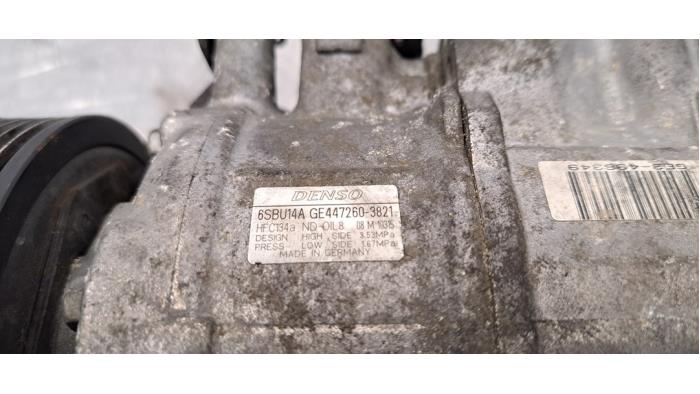 DENSO
6SBU14A GE447260-3821
HFC134a ND-OIL8 08 M
DESIGN HIGH SIDE 3.53MPa
PRESS LOW SIDE 1.67MPa
MADE IN GERMANY